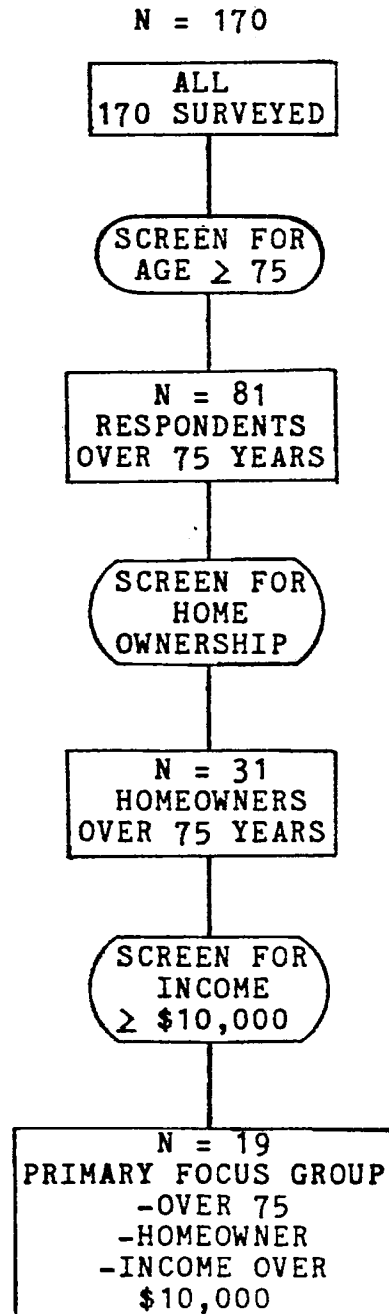 N = 170
ALL
170 SURVEYED
SCREEN FOR
AGE ≥ 75
N = 81
RESPONDENTS
OVER 75 YEARS
SCREEN FOR
HOME
OWNERSHIP
N = 31
HOMEOWNERS
OVER 75 YEARS
SCREEN FOR
INCOME
≥ $10,000
N = 19
PRIMARY FOCUS GROUP
-OVER 75
-HOMEOWNER
-INCOME OVER
$10,000